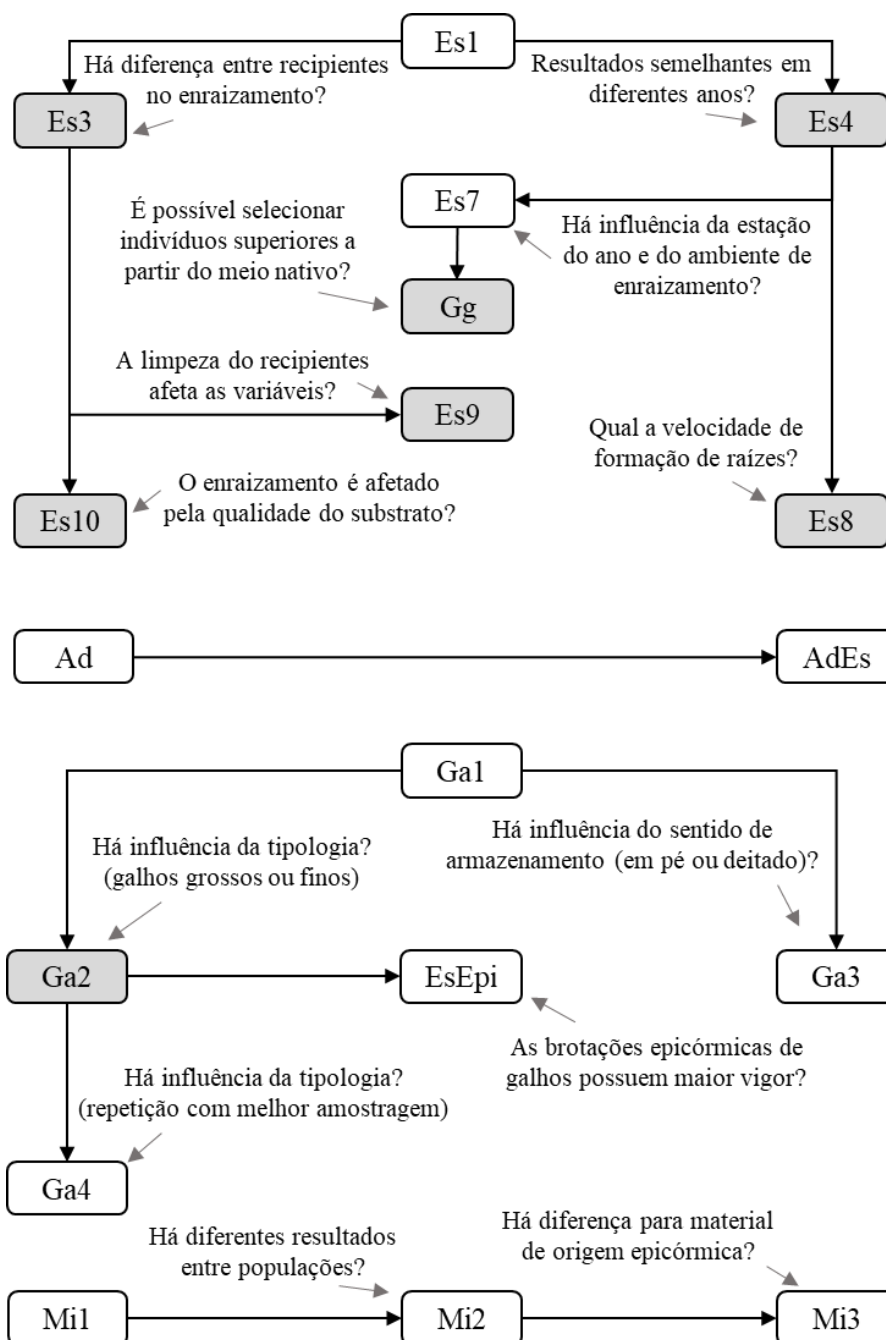 Es1
Há diferença entre recipientes
no enraizamento?
Resultados semelhantes em
diferentes anos?
Es3
Es4
Es7
É possível selecionar
indivíduos superiores a
partir do meio nativo?
Há influência da estação
do ano e do ambiente de
enraizamento?
Gg
A limpeza do recipientes
afeta as variáveis?
Es9
Qual a velocidade de
formação de raízes?
Es10
O enraizamento é afetado
pela qualidade do substrato?
Es8
Ad
AdEs
Ga1
Há influência da tipologia?
(galhos grossos ou finos)
Há influência do sentido de
armazenamento (em pé ou deitado)?
Ga2
EsEpi
Ga3
As brotações epicórmicas de
galhos possuem maior vigor?
Há influência da tipologia?
(repetição com melhor amostragem)
Ga4
Há diferentes resultados
entre populações?
Há diferença para material
de origem epicórmica?
Mi1
Mi2
Mi3